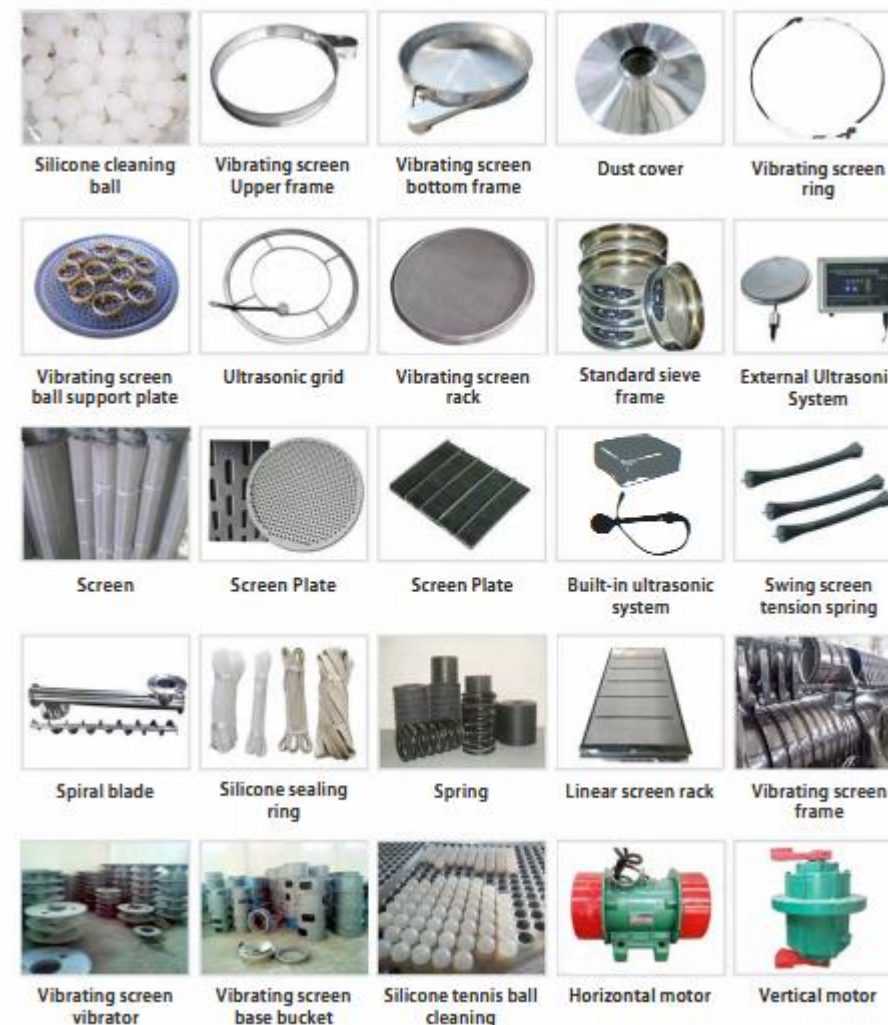 Silicone cleaning
ball
Vibrating screen
Upper frame
Vibrating screen
bottom frame
Dust cover
Vibrating screen
ring
Vibrating screen
ball support plate
Ultrasonic grid
Vibrating screen
rack
Standard sieve
frame
External Ultrasoni
System
Screen
Screen Plate
Screen Plate
Built-in ultrasonic
system
Swing screen
tension spring
Spiral blade
Silicone sealing
ring
Spring
Linear screen rack
Vibrating screen
frame
Vibrating screen
vibrator
Vibrating screen
base bucket
Silicone tennis ball
cleaning
Horizontal motor
Vertical motor